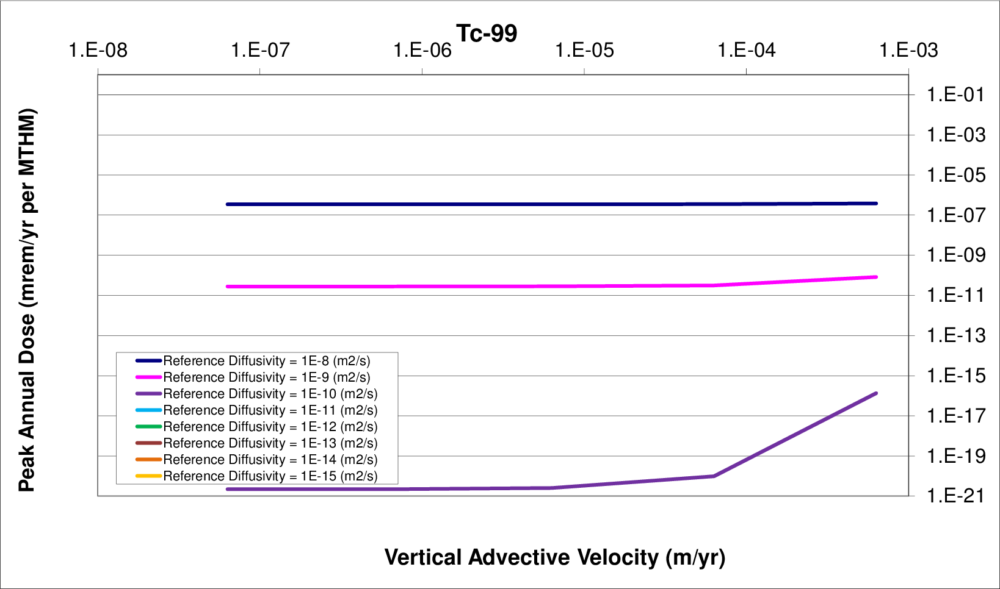 Tc-99
1.E-08 1.E-07 1.E-06 1.E-05 1.E-04 1.E-03
1.E-01
1.E-03
1.E-05
1.E-07
1.E-09
1.E-11
1.E-13
1.E-15
1.E-17
1.E-19
1.E-21
Peak Annual Dose (mrem/yr per MTHM)
Reference Diffusivity = 1E-8 (m2/s)
Reference Diffusivity = 1E-9 (m2/s)
Reference Diffusivity = 1E-10 (m2/s)
Reference Diffusivity = 1E-11 (m2/s)
Reference Diffusivity = 1E-12 (m2/s)
Reference Diffusivity = 1E-13 (m2/s)
Reference Diffusivity = 1E-14 (m2/s)
Reference Diffusivity = 1E-15 (m2/s)
Vertical Advective Velocity (m/yr)